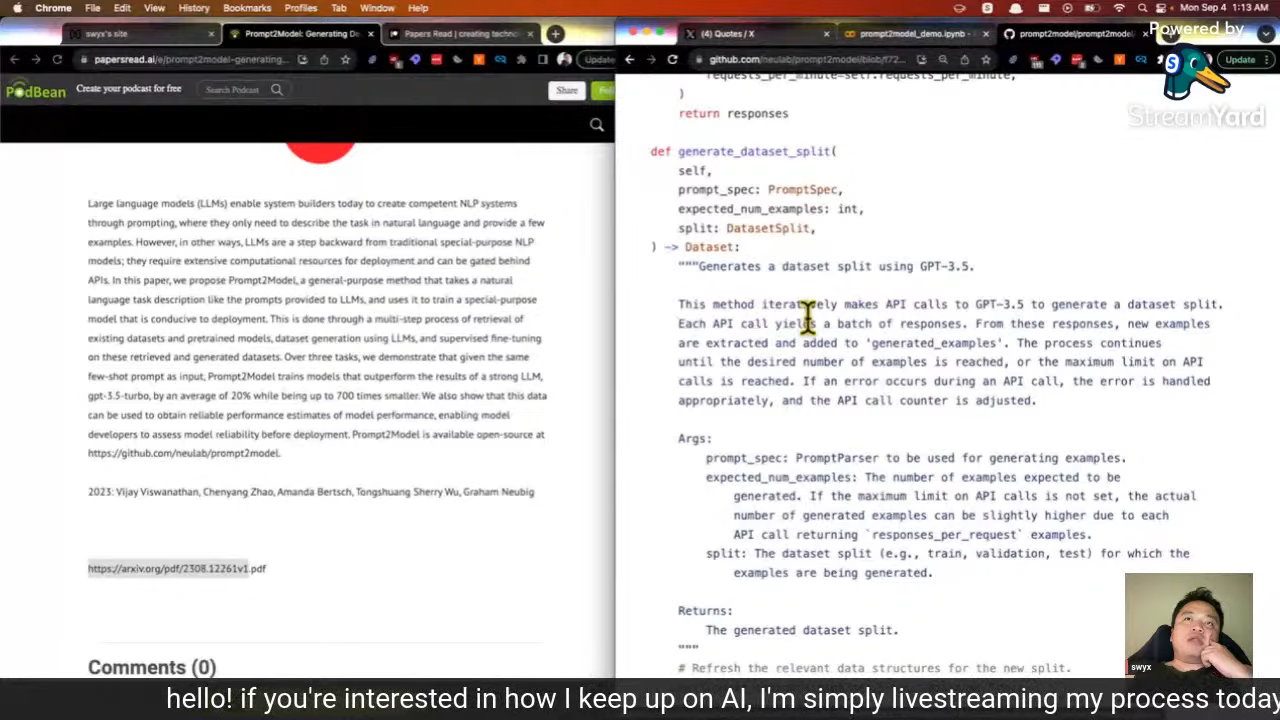 Chrome File Edit View History Bookmarks Profiles Tab Window Help
Mon Sep 4 1:13 AM
swyx's site
Prompt2Model: Generating De
Papers Read | creating techni
(4) Quotes / X
prompt2model_demo.ipynb -
prompt2model/prompt2model/
papersread.ai/e/prompt2model-generating...
Update
github.com/neulab/prompt2model/blob/f72...
Update
Powered by
StreamYard
PodBean
Create your podcast for free
Search Podcast
Share
Large language models (LLMs) enable system builders today to create competent NLP systems
through prompting, where they only need to describe the task in natural language and provide a few
examples. However, in other ways, LLMs are a step backward from traditional special-purpose NLP
models; they require extensive computational resources for deployment and can be gated behind
APIs. In this paper, we propose Prompt2Model, a general-purpose method that takes a natural
language task description like the prompts provided to LLMs, and uses it to train a special-purpose
model that is conducive to deployment. This is done through a multi-step process of retrieval of
existing datasets and pretrained models, dataset generation using LLMs, and supervised fine-tuning
on these retrieved and generated datasets. Over three tasks, we demonstrate that given the same
few-shot prompt as input, Prompt2Model trains models that outperform the results of a strong LLM,
gpt-3.5-turbo, by an average of 20% while being up to 700 times smaller. We also show that this data
can be used to obtain reliable performance estimates of model performance, enabling model
developers to assess model reliability before deployment. Prompt2Model is available open-source at
https://github.com/neulab/prompt2model.
2023: Vijay Viswanathan, Chenyang Zhao, Amanda Bertsch, Tongshuang Sherry Wu, Graham Neubig
https://arxiv.org/pdf/2308.12261v1.pdf
Comments (0)
requests_per_minute=self.requests_per_minute,
)
return responses
def generate_dataset_split(
self,
prompt_spec: PromptSpec,
expected_num_examples: int,
split: DatasetSplit,
) -> Dataset:
"""Generates a dataset split using GPT-3.5.
This method iteratively makes API calls to GPT-3.5 to generate a dataset split.
Each API call yields a batch of responses. From these responses, new examples
are extracted and added to 'generated_examples'. The process continues
until the desired number of examples is reached, or the maximum limit on API
calls is reached. If an error occurs during an API call, the error is handled
appropriately, and the API call counter is adjusted.
Args:
prompt_spec: PromptParser to be used for generating examples.
expected_num_examples: The number of examples expected to be
generated. If the maximum limit on API calls is not set, the actual
number of generated examples can be slightly higher due to each
API call returning `responses_per_request` examples.
split: The dataset split (e.g., train, validation, test) for which the
examples are being generated.
Returns:
The generated dataset split.
"""
# Refresh the relevant data structures for the new split.
swyx
hello! if you're interested in how I keep up on AI, I'm simply livestreaming my process today